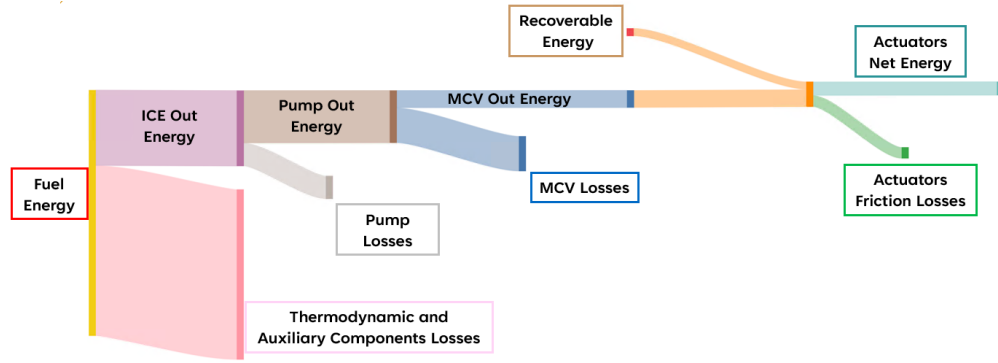 Recoverable
Energy
Actuators
Net Energy
ICE Out
Energy
Pump Out
Energy
MCV Out Energy
Fuel
Energy
Pump
Losses
MCV Losses
Actuators
Friction Losses
Thermodynamic and
Auxiliary Components Losses